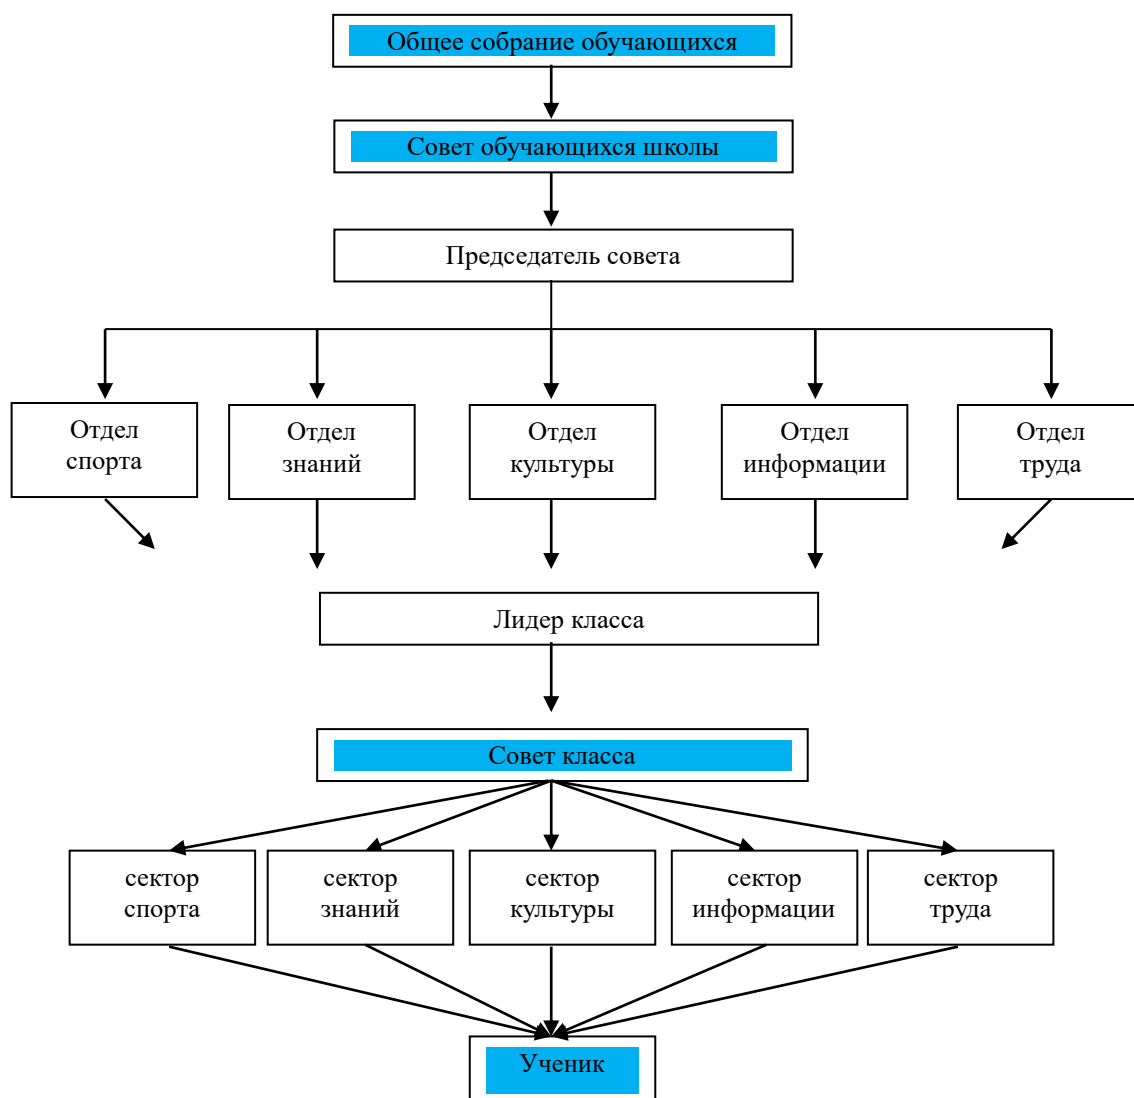 Общее собрание обучающихся
Совет обучающихся школы
Председатель совета
Отдел
спорта
Отдел
знаний
Отдел
культуры
Отдел
информации
Отдел
труда
Лидер класса
Совет класса
сектор
спорта
сектор
знаний
сектор
культуры
сектор
информации
сектор
труда
Ученик